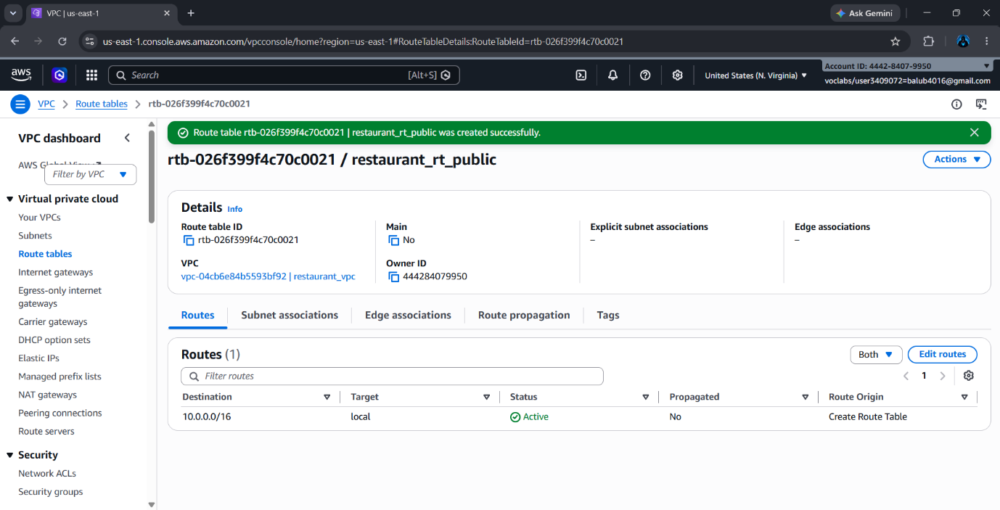 VPC | us-east-1
Ask Gemini
us-east-1.console.aws.amazon.com/vpcconsole/home?region=us-east-1#RouteTableDetails:RouteTableId=rtb-026f399f4c70c0021
aws
Search
[Alt+S]
United States (N. Virginia)
Account ID: 4442-8407-9950
voclabs/user3409072=balub4016@gmail.com
VPC
Route tables
rtb-026f399f4c70c0021
VPC dashboard
AWS Global View
Filter by VPC
Virtual private cloud
Your VPCs
Subnets
Route tables
Internet gateways
Egress-only internet
gateways
Carrier gateways
DHCP option sets
Elastic IPs
Managed prefix lists
NAT gateways
Peering connections
Route servers
Security
Network ACLs
Security groups
Route table rtb-026f399f4c70c0021 | restaurant_rt_public was created successfully.
rtb-026f399f4c70c0021 / restaurant_rt_public
Actions
Details Info
Route table ID
rtb-026f399f4c70c0021
Main
No
Explicit subnet associations
–
Edge associations
–
VPC
vpc-04cb6e84b5593bf92 | restaurant_vpc
Owner ID
444284079950
Routes
Subnet associations
Edge associations
Route propagation
Tags
Routes (1)
Both
Edit routes
Filter routes
1
Destination Target Status Propagated Route Origin
10.0.0.0/16 local Active No Create Route Table